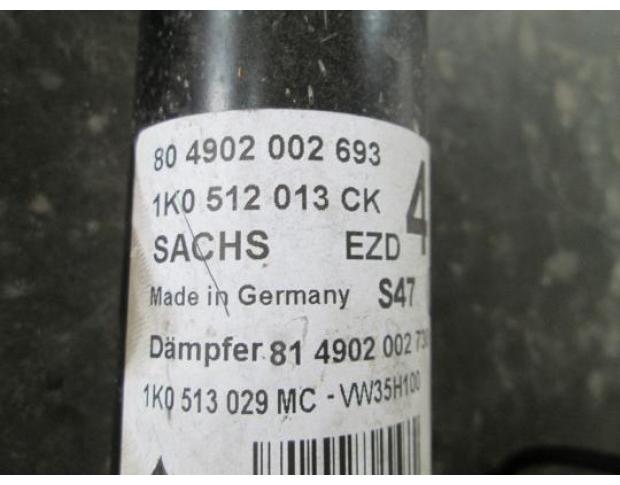 80 4902 002 693
1K0 512 013 CK 4
SACHS EZD
Made in Germany S47
Dämpfer 81 4902 002
1K0 513 029 MC - VW35H100